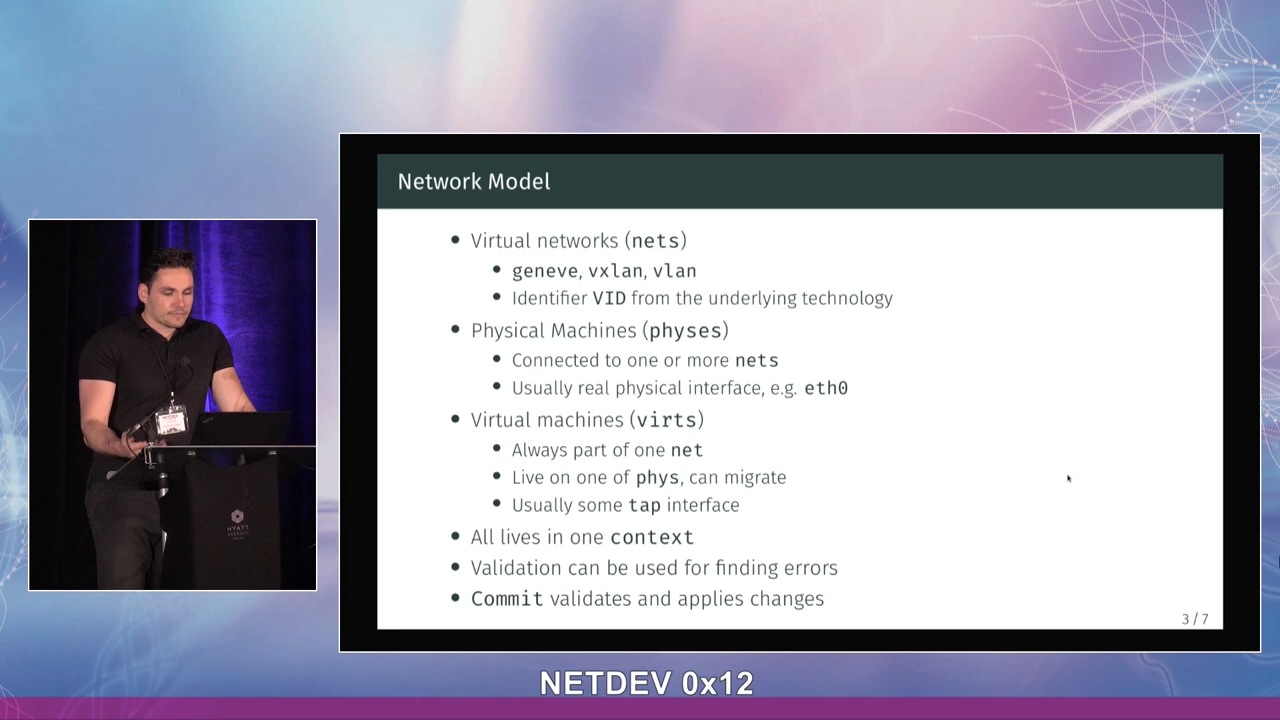 Network Model
• Virtual networks (nets)
• geneve, vxlan, vlan
• Identifier VID from the underlying technology
• Physical Machines (physes)
• Connected to one or more nets
• Usually real physical interface, e.g. eth0
• Virtual machines (virts)
• Always part of one net
• Live on one of phys, can migrate
• Usually some tap interface
• All lives in one context
• Validation can be used for finding errors
• Commit validates and applies changes
3 / 7
HYATT
REGENCY
NETDEV 0x12